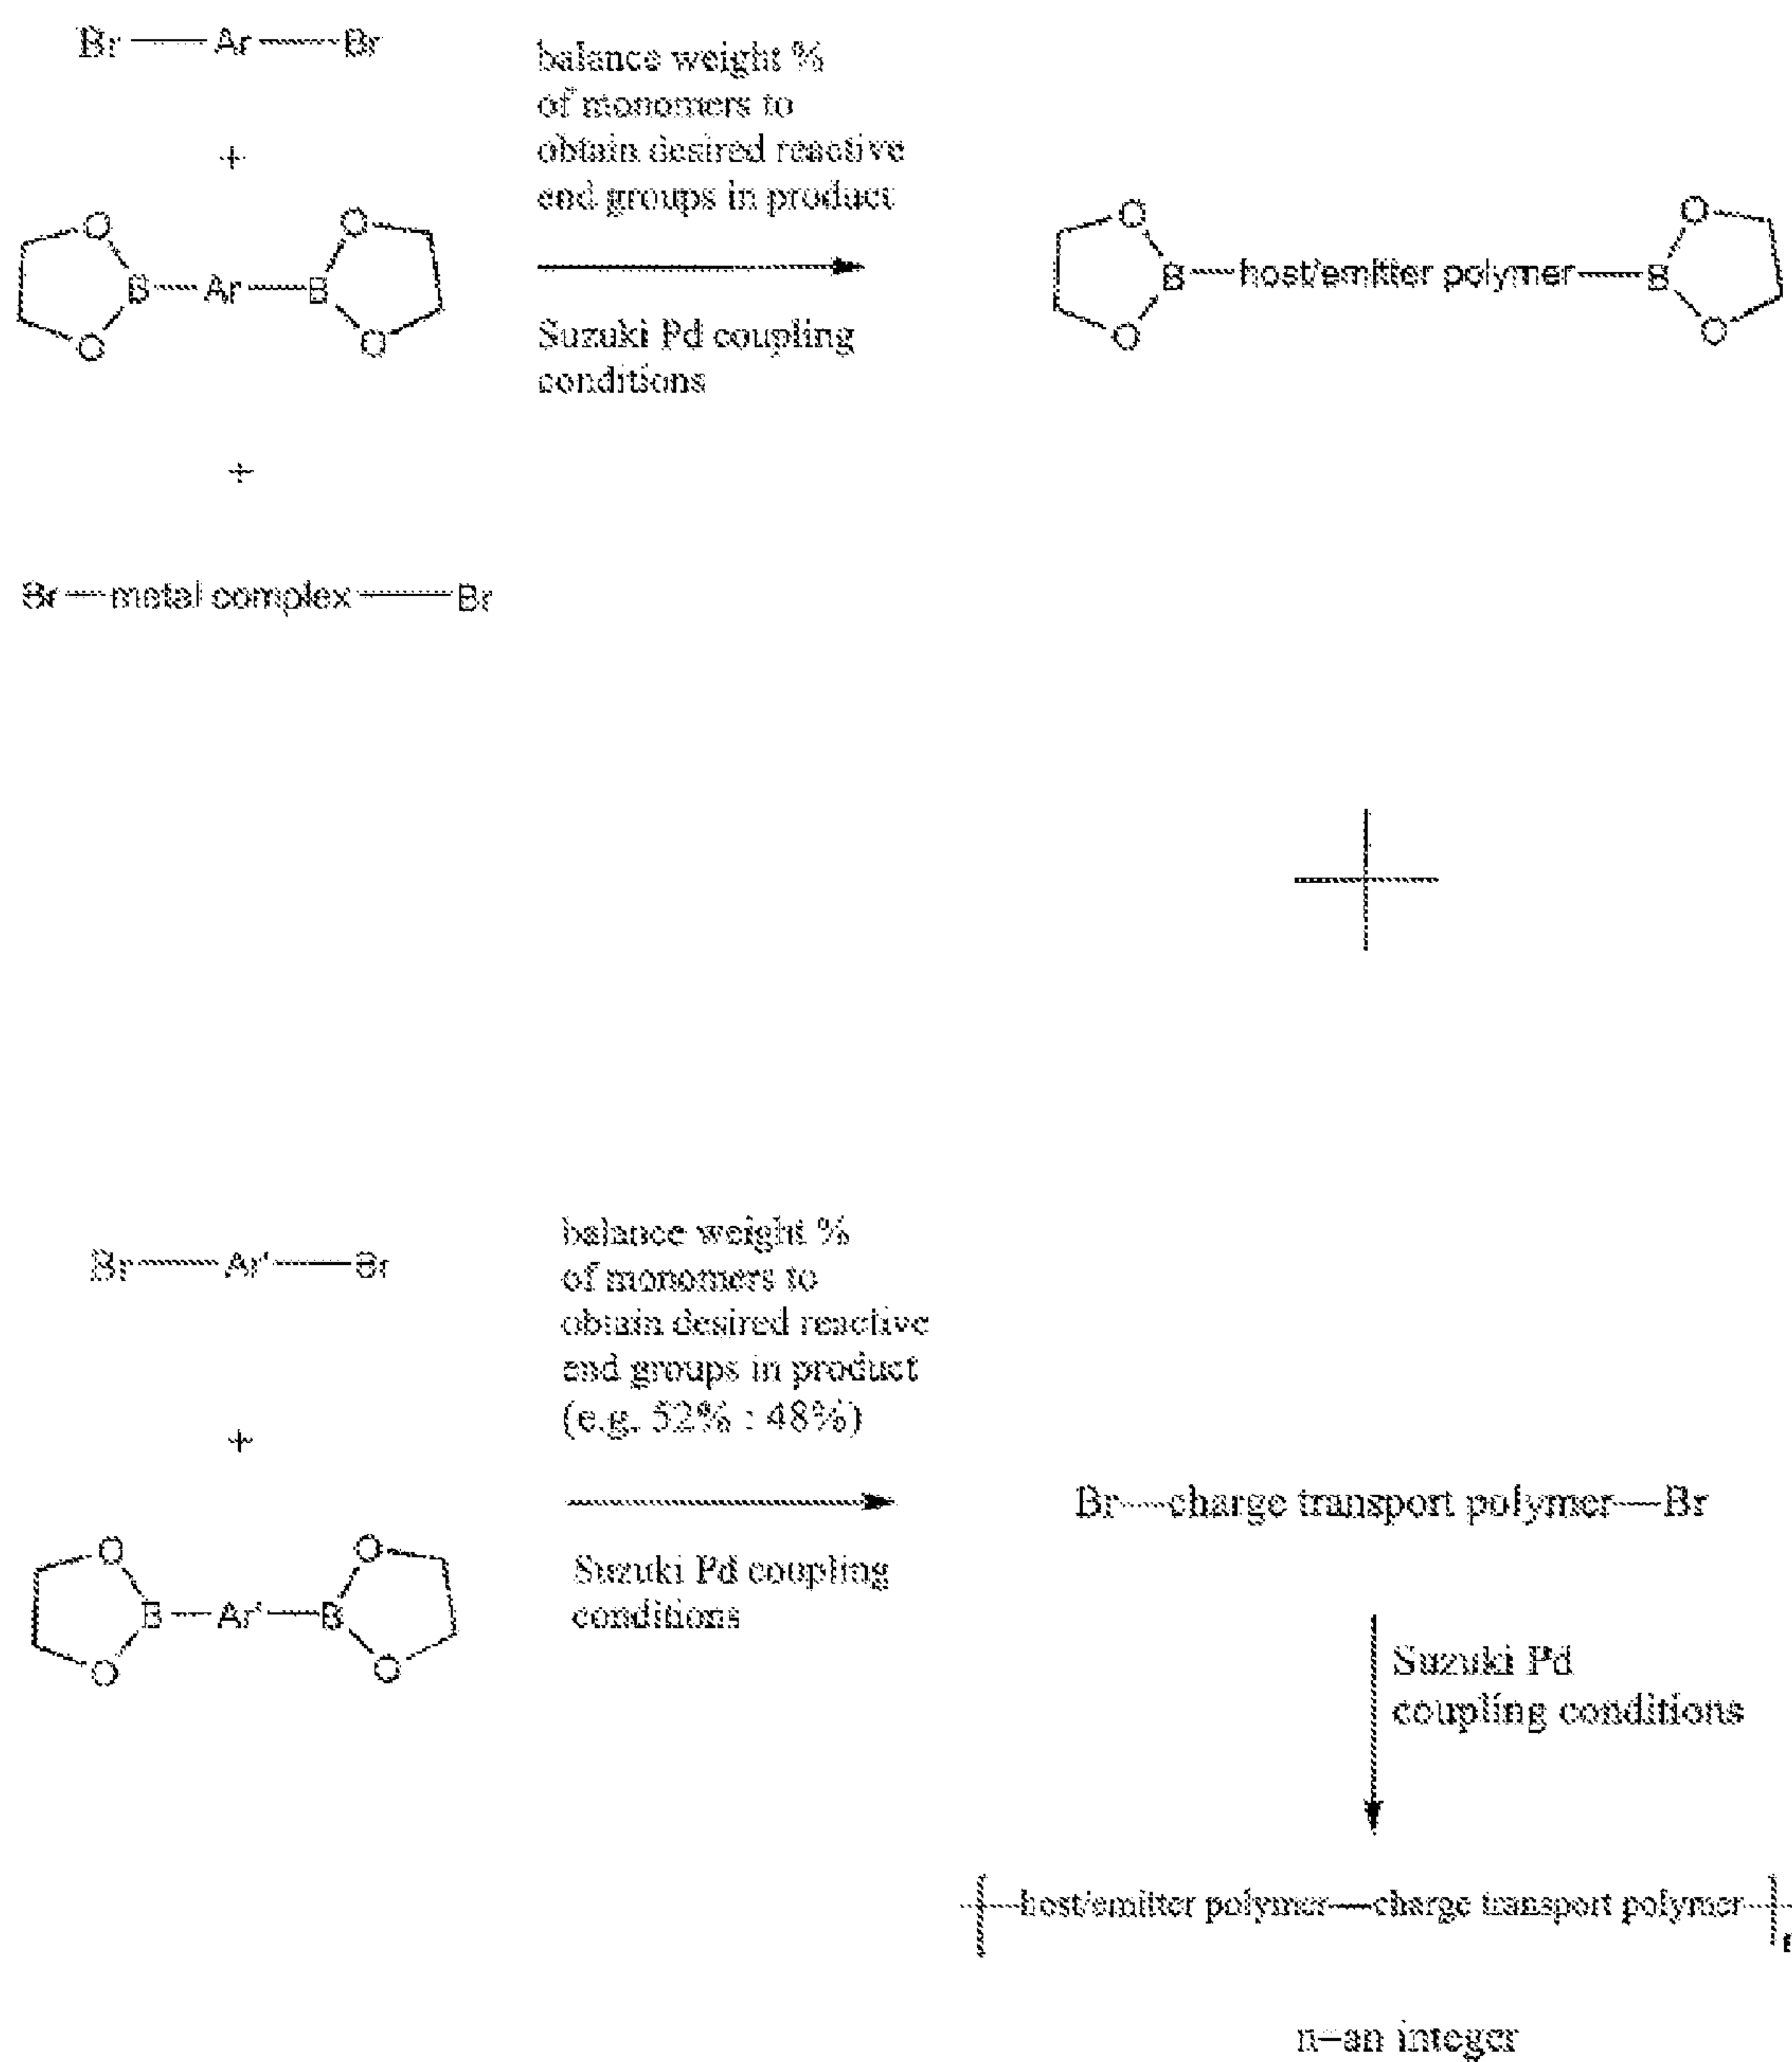 Br — Ar — Br
balance weight %
of monomers to
obtain desired reactive
end groups in product
+
O O
B — Ar — B
O O
Suzuki Pd coupling
conditions
O O
B — host/emitter polymer — B
O O
+
Br — metal complex — Br
+
Br — Ar' — Br
balance weight %
of monomers to
obtain desired reactive
end groups in product
(e.g. 52% : 48%)
+
O O
B — Ar' — B
O O
Suzuki Pd coupling
conditions
Br — charge transport polymer — Br
Suzuki Pd
coupling conditions
host/emitter polymer — charge transport polymer
n=an integer